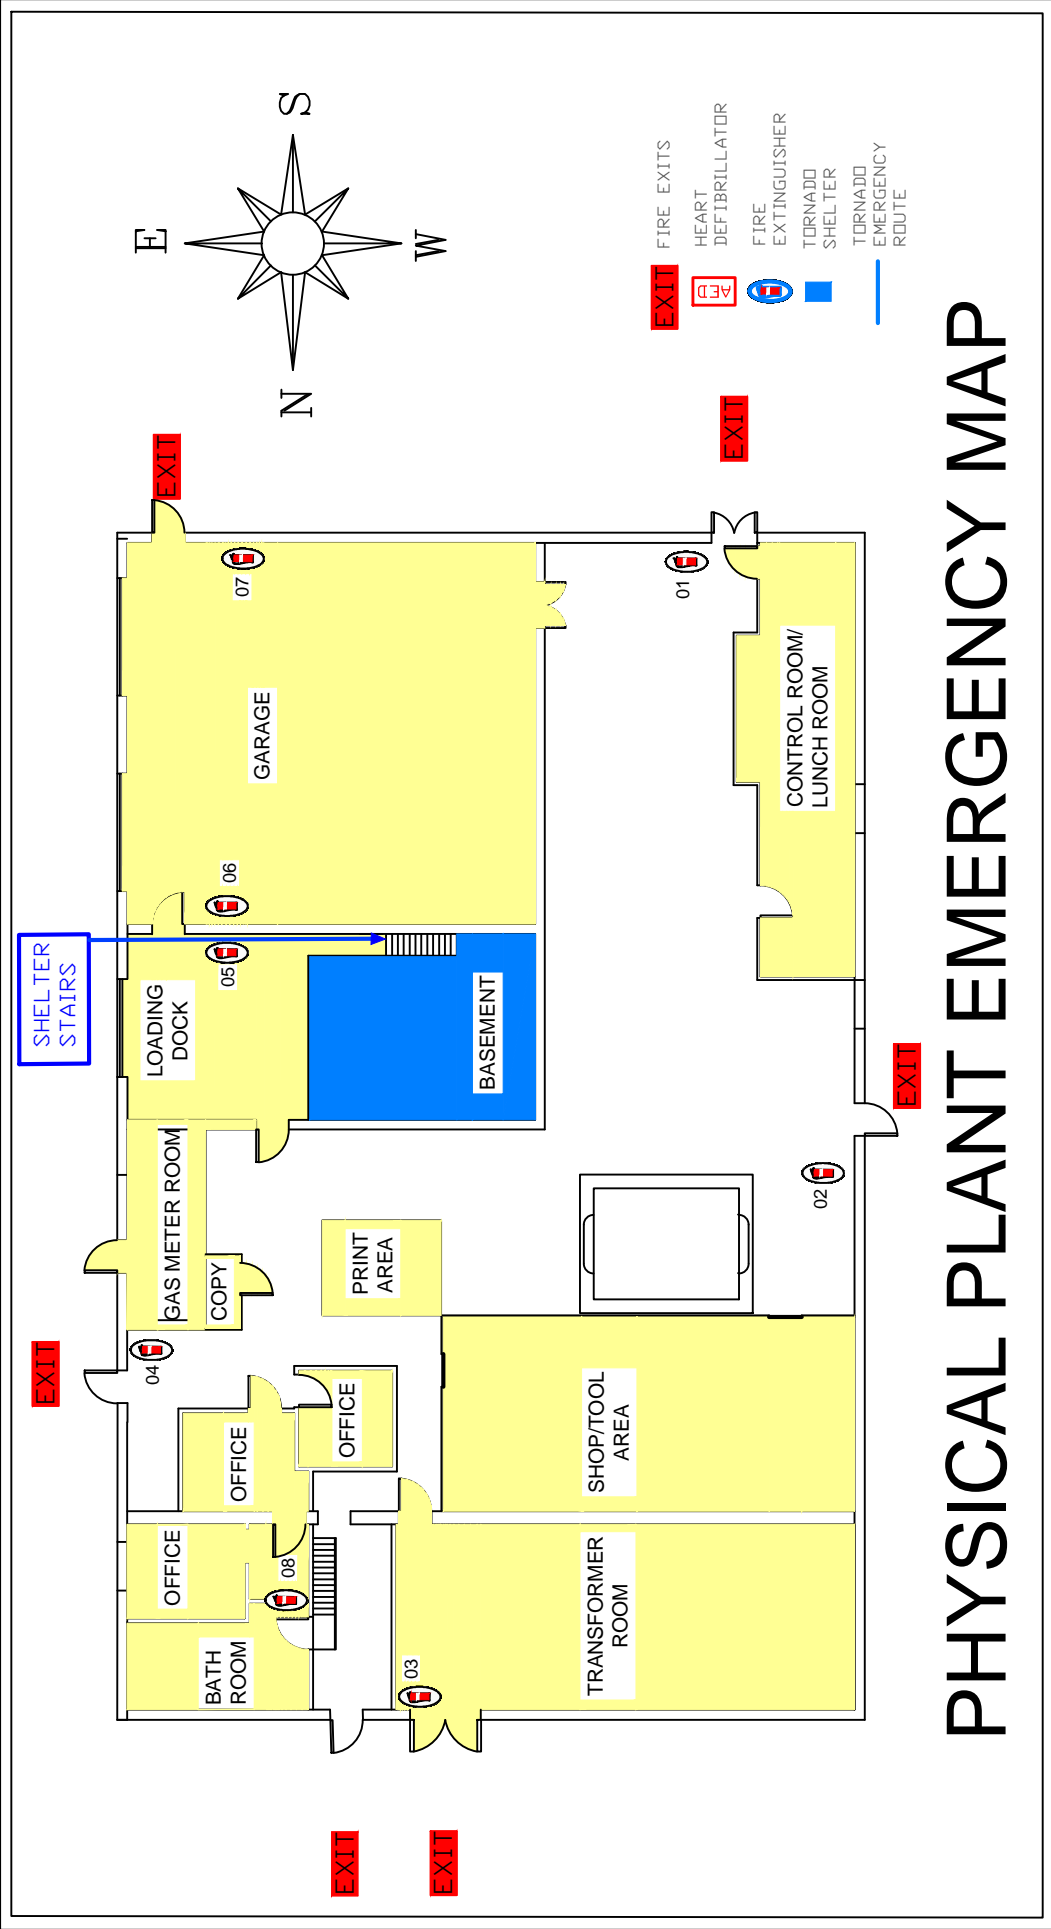 EXIT
SHELTER
STAIRS
E
EXIT
04
OFFICE
GAS METER ROOM
LOADING
DOCK
BATH
ROOM
OFFICE
COPY
05
06
07
GARAGE
N
S
08
OFFICE
PRINT
AREA
W
EXIT
03
EXIT
BASEMENT
TRANSFORMER
ROOM
SHOP/TOOL
AREA
01
EXIT
CONTROL ROOM/
LUNCH ROOM
02
EXIT
EXIT FIRE EXITS
AED HEART
DEFIBRILLATOR
FIRE
EXTINGUISHER
TORNADO
SHELTER
TORNADO
EMERGENCY
ROUTE
PHYSICAL PLANT EMERGENCY MAP